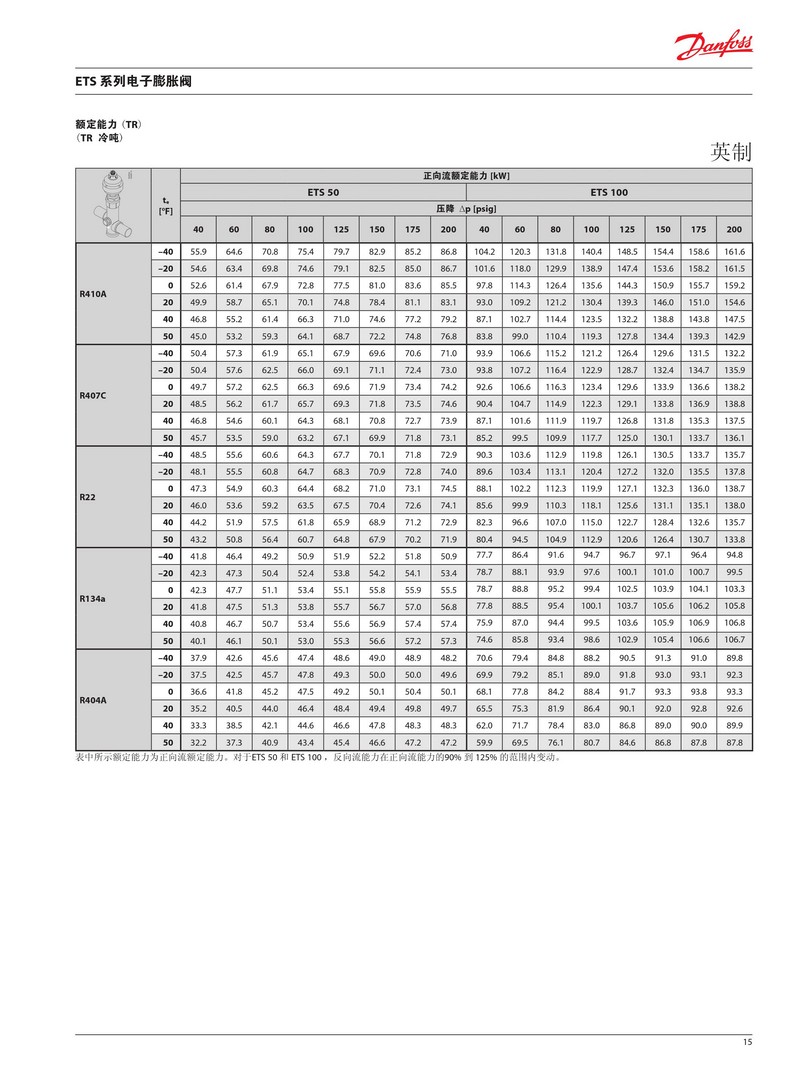 Danfoss
ETS 系列电子膨胀阀
额定能力（TR）
（TR 冷吨）
英制
tₑ
[°F]
正向流额定能力 [kW]
ETS 50 ETS 100
压降 Δp [psig]
40 60 80 100 125 150 175 200 40 60 80 100 125 150 175 200
R410A
–40 55.9 64.6 70.8 75.4 79.7 82.9 85.2 86.8 104.2 120.3 131.8 140.4 148.5 154.4 158.6 161.6
–20 54.6 63.4 69.8 74.6 79.1 82.5 85.0 86.7 101.6 118.0 129.9 138.9 147.4 153.6 158.2 161.5
0 52.6 61.4 67.9 72.8 77.5 81.0 83.6 85.5 97.8 114.3 126.4 135.6 144.3 150.9 155.7 159.2
20 49.9 58.7 65.1 70.1 74.8 78.4 81.1 83.1 93.0 109.2 121.2 130.4 139.3 146.0 151.0 154.6
40 46.8 55.2 61.4 66.3 71.0 74.6 77.2 79.2 87.1 102.7 114.4 123.5 132.2 138.8 143.8 147.5
50 45.0 53.2 59.3 64.1 68.7 72.2 74.8 76.8 83.8 99.0 110.4 119.3 127.8 134.4 139.3 142.9
R407C
–40 50.4 57.3 61.9 65.1 67.9 69.6 70.6 71.0 93.9 106.6 115.2 121.2 126.4 129.6 131.5 132.2
–20 50.4 57.6 62.5 66.0 69.1 71.1 72.4 73.0 93.8 107.2 116.4 122.9 128.7 132.4 134.7 135.9
0 49.7 57.2 62.5 66.3 69.6 71.9 73.4 74.2 92.6 106.6 116.3 123.4 129.6 133.9 136.6 138.2
20 48.5 56.2 61.7 65.7 69.3 71.8 73.5 74.6 90.4 104.7 114.9 122.3 129.1 133.8 136.9 138.8
40 46.8 54.6 60.1 64.3 68.1 70.8 72.7 73.9 87.1 101.6 111.9 119.7 126.8 131.8 135.3 137.5
50 45.7 53.5 59.0 63.2 67.1 69.9 71.8 73.1 85.2 99.5 109.9 117.7 125.0 130.1 133.7 136.1
R22
–40 48.5 55.6 60.6 64.3 67.7 70.1 71.8 72.9 90.3 103.6 112.9 119.8 126.1 130.5 133.7 135.7
–20 48.1 55.5 60.8 64.7 68.3 70.9 72.8 74.0 89.6 103.4 113.1 120.4 127.2 132.0 135.5 137.8
0 47.3 54.9 60.3 64.4 68.2 71.0 73.1 74.5 88.1 102.2 112.3 119.9 127.1 132.3 136.0 138.7
20 46.0 53.6 59.2 63.5 67.5 70.4 72.6 74.1 85.6 99.9 110.3 118.1 125.6 131.1 135.1 138.0
40 44.2 51.9 57.5 61.8 65.9 68.9 71.2 72.9 82.3 96.6 107.0 115.0 122.7 128.4 132.6 135.7
50 43.2 50.8 56.4 60.7 64.8 67.9 70.2 71.9 80.4 94.5 104.9 112.9 120.6 126.4 130.7 133.8
R134a
–40 41.8 46.4 49.2 50.9 51.9 52.2 51.8 50.9 77.7 86.4 91.6 94.7 96.7 97.1 96.4 94.8
–20 42.3 47.3 50.4 52.4 53.8 54.2 54.1 53.4 78.7 88.1 93.9 97.6 100.1 101.0 100.7 99.5
0 42.3 47.7 51.1 53.4 55.1 55.8 55.9 55.5 78.7 88.8 95.2 99.4 102.5 103.9 104.1 103.3
20 41.8 47.5 51.3 53.8 55.7 56.7 57.0 56.8 77.8 88.5 95.4 100.1 103.7 105.6 106.2 105.8
40 40.8 46.7 50.7 53.4 55.6 56.9 57.4 57.4 75.9 87.0 94.4 99.5 103.6 105.9 106.9 106.8
50 40.1 46.1 50.1 53.0 55.3 56.6 57.2 57.3 74.6 85.8 93.4 98.6 102.9 105.4 106.6 106.7
R404A
–40 37.9 42.6 45.6 47.4 48.6 49.0 48.9 48.2 70.6 79.4 84.8 88.2 90.5 91.3 91.0 89.8
–20 37.5 42.5 45.7 47.8 49.3 50.0 50.0 49.6 69.9 79.2 85.1 89.0 91.8 93.0 93.1 92.3
0 36.6 41.8 45.2 47.5 49.2 50.1 50.4 50.1 68.1 77.8 84.2 88.4 91.7 93.3 93.8 93.3
20 35.2 40.5 44.0 46.4 48.4 49.4 49.8 49.7 65.5 75.3 81.9 86.4 90.1 92.0 92.8 92.6
40 33.3 38.5 42.1 44.6 46.6 47.8 48.3 48.3 62.0 71.7 78.4 83.0 86.8 89.0 90.0 89.9
50 32.2 37.3 40.9 43.4 45.4 46.6 47.2 47.2 59.9 69.5 76.1 80.7 84.6 86.8 87.8 87.8
表中所示额定能力为正向流额定能力。对于ETS 50 和 ETS 100，反向流能力在正向流能力的90% 到 125% 的范围内变动。
15